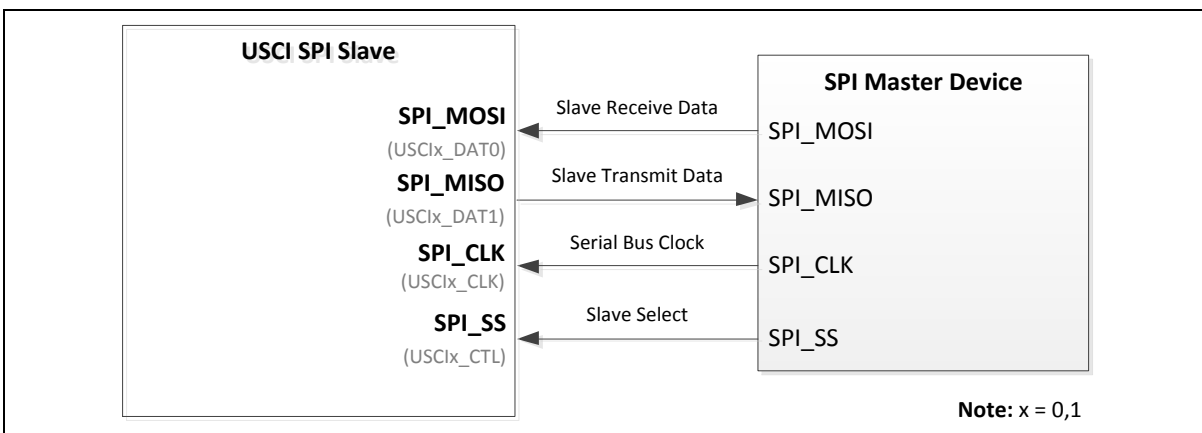 USCI SPI Slave
SPI_MOSI
(USCIx_DAT0)
SPI_MISO
(USCIx_DAT1)
SPI_CLK
(USCIx_CLK)
SPI_SS
(USCIx_CTL)
Slave Receive Data
Slave Transmit Data
Serial Bus Clock
Slave Select
SPI Master Device
SPI_MOSI
SPI_MISO
SPI_CLK
SPI_SS
Note: x = 0,1